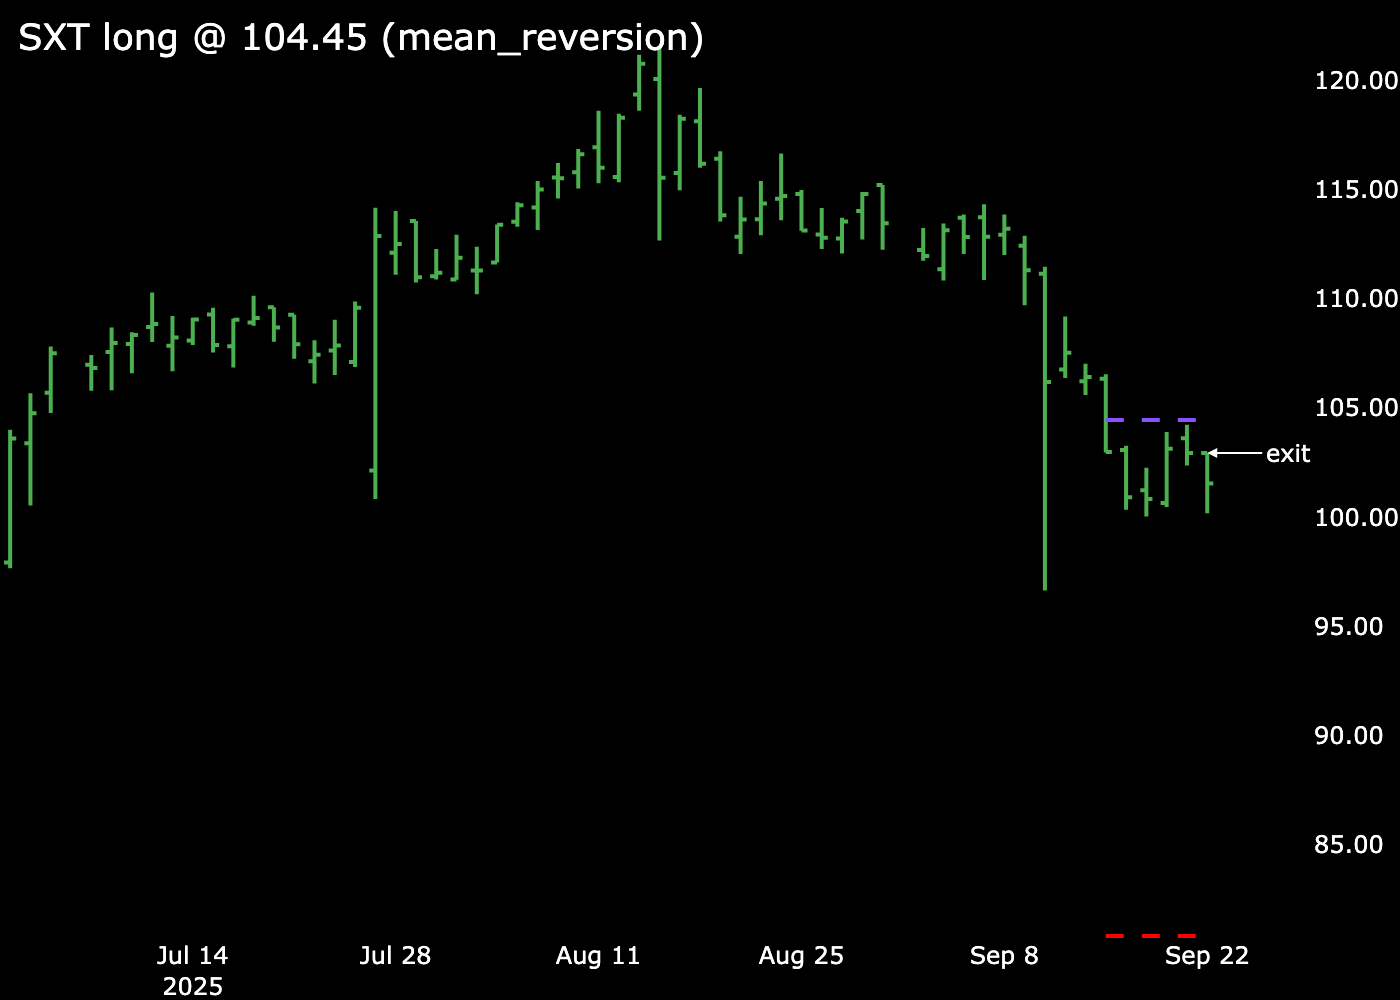 SXT long @ 104.45 (mean_reversion)
120.00
115.00
110.00
105.00
exit
100.00
95.00
90.00
85.00
Jul 14
2025
Jul 28
Aug 11
Aug 25
Sep 8
Sep 22